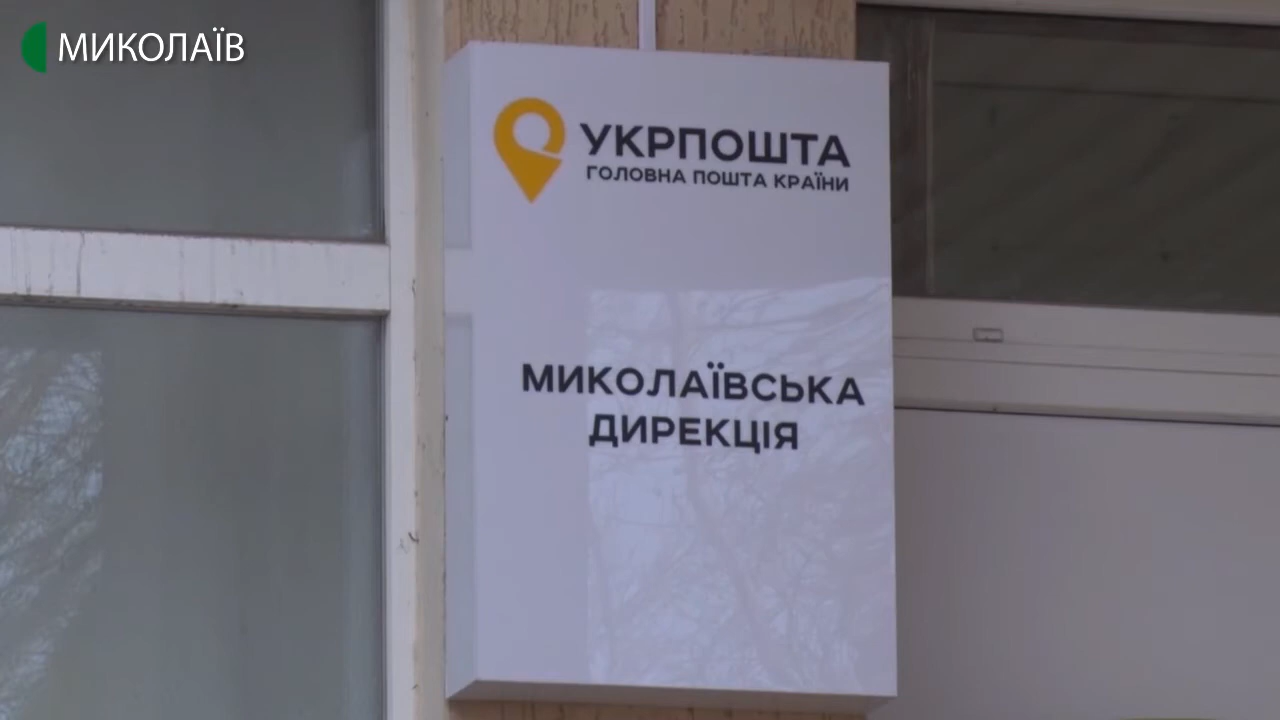 МИКОЛАЇВ
УКРПОШТА
ГОЛОВНА ПОШТА КРАЇНИ
МИКОЛАЇВСЬКА
ДИРЕКЦІЯ